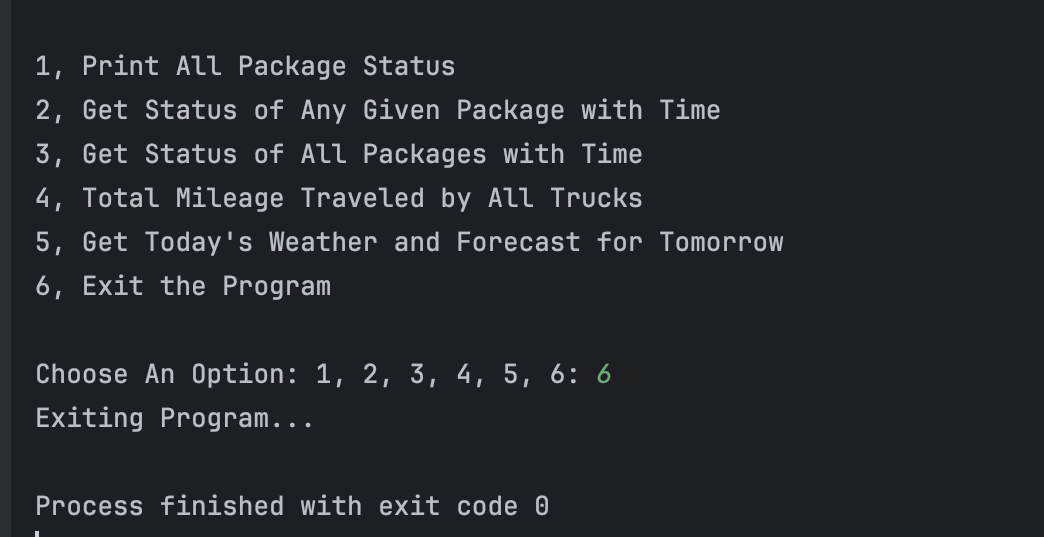 1, Print All Package Status
2, Get Status of Any Given Package with Time
3, Get Status of All Packages with Time
4, Total Mileage Traveled by All Trucks
5, Get Today's Weather and Forecast for Tomorrow
6, Exit the Program
Choose An Option: 1, 2, 3, 4, 5, 6: 6
Exiting Program...
Process finished with exit code 0